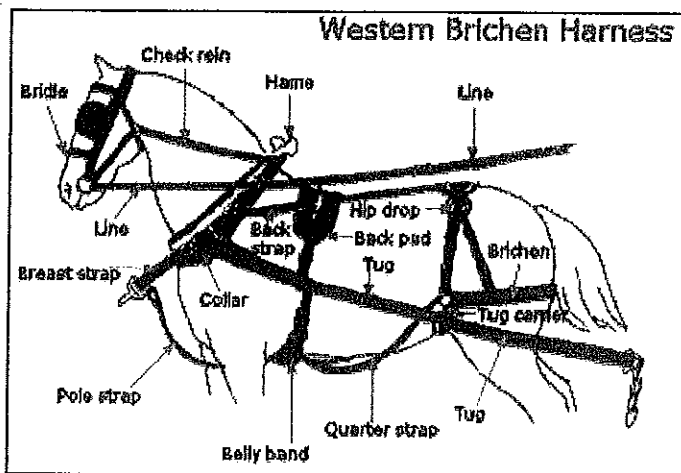 Western Brichen Harness
Check rein
Hame
Line
Bridle
Hip drop
Line
Back
strap
Back pad
Breast strap
Tug
Brichen
Collar
Tug carrier
Pole strap
Quarter strap
Tug
Belly band